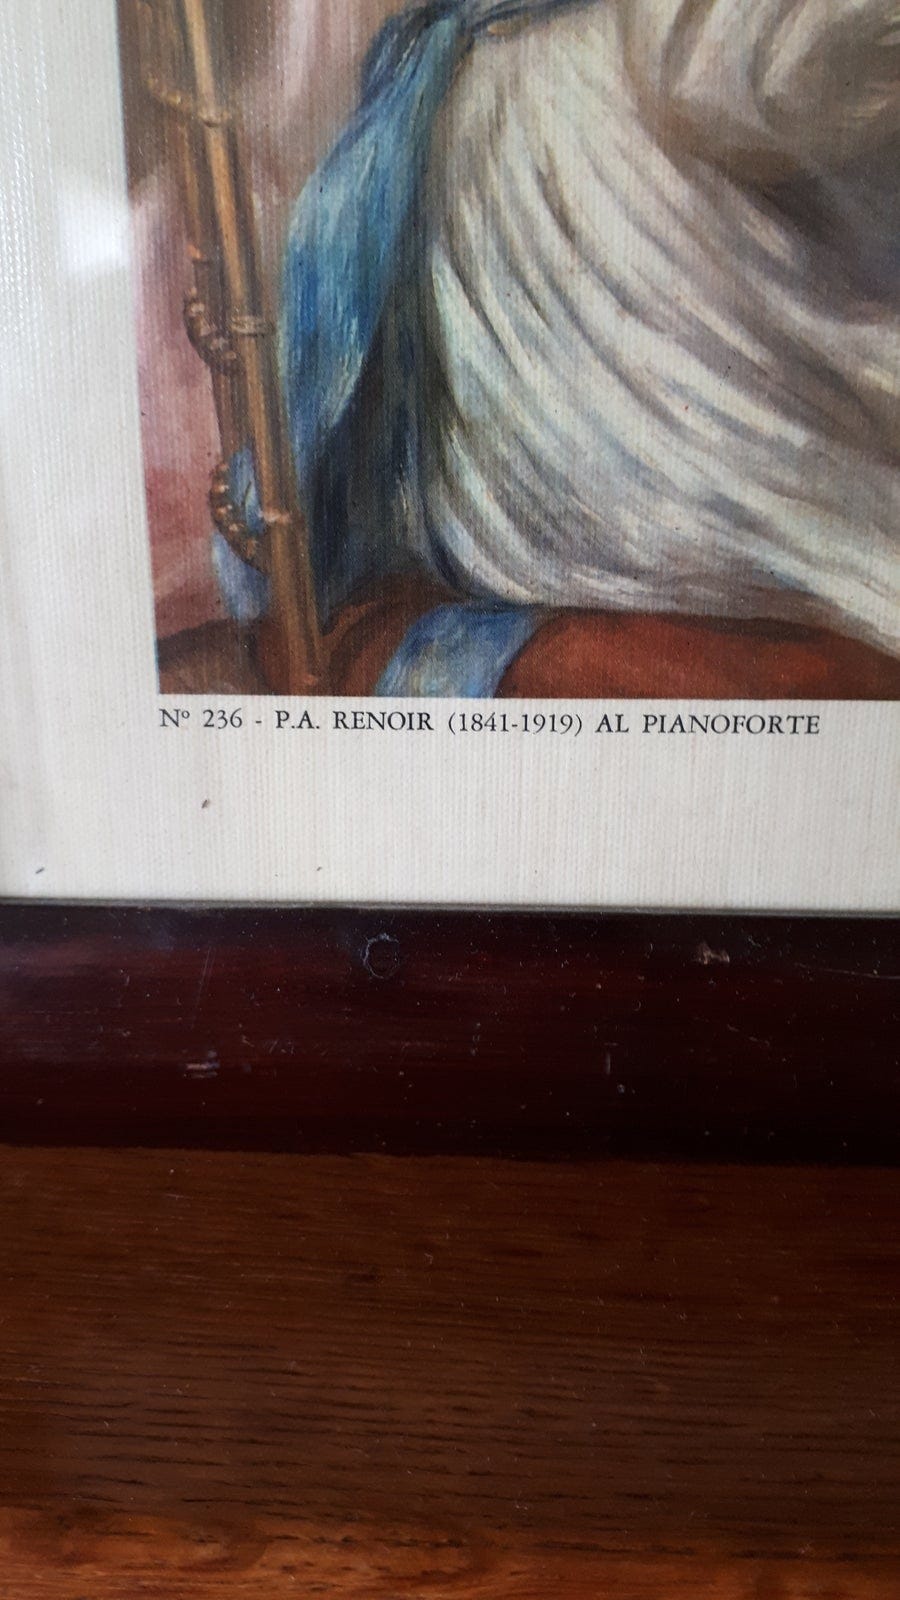 Nº 236 - P.A. RENOIR (1841-1919) AL PIANOFORTE